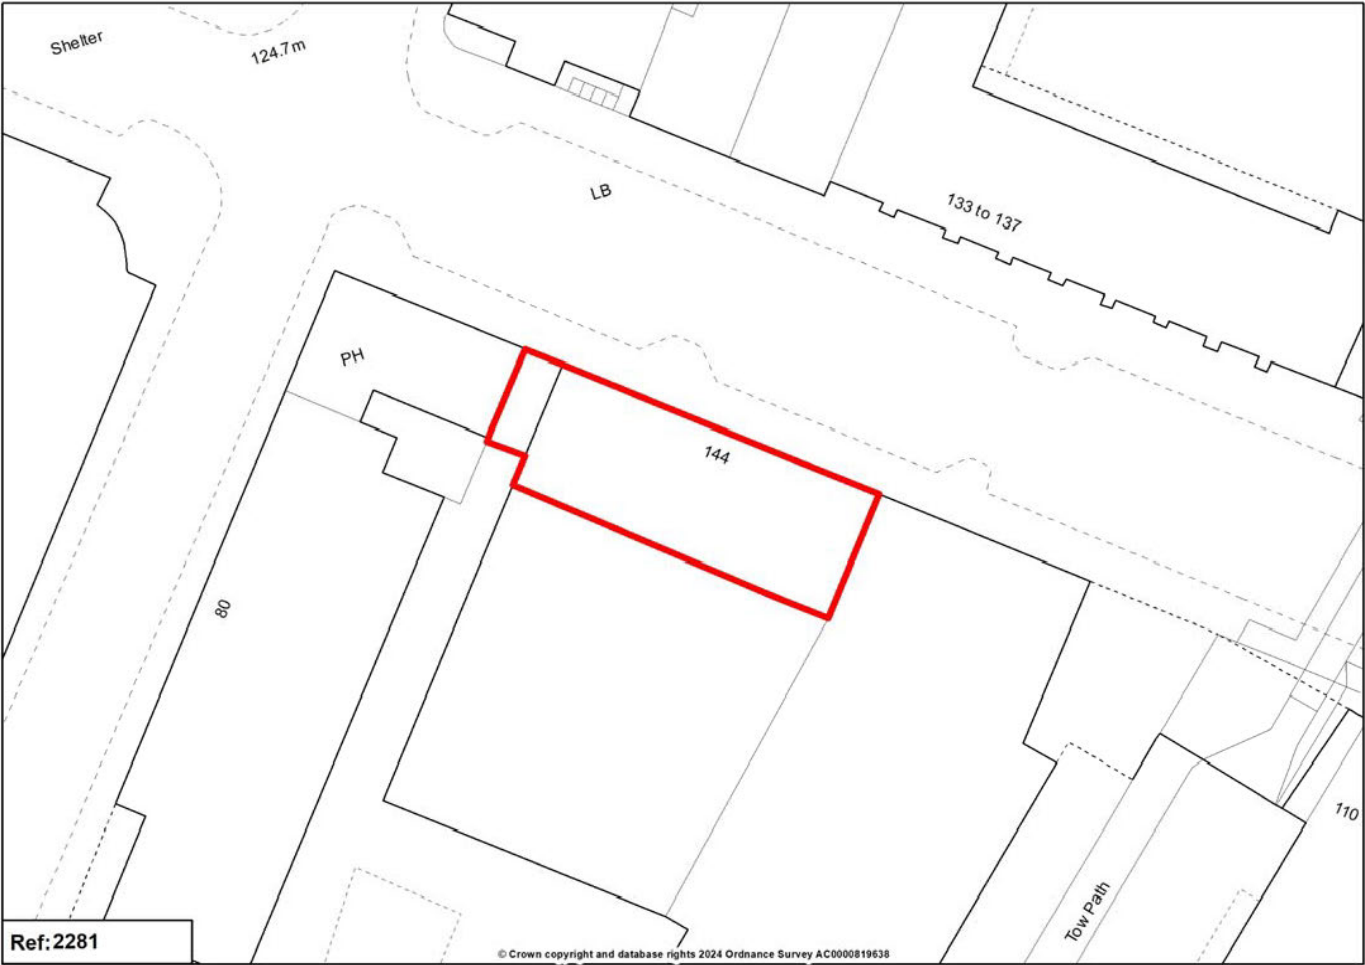 Shelter
124.7m
LB
133 to 137
PH
144
80
110
Tow Path
Ref:2281
© Crown copyright and database rights 2024 Ordnance Survey AC0000819638